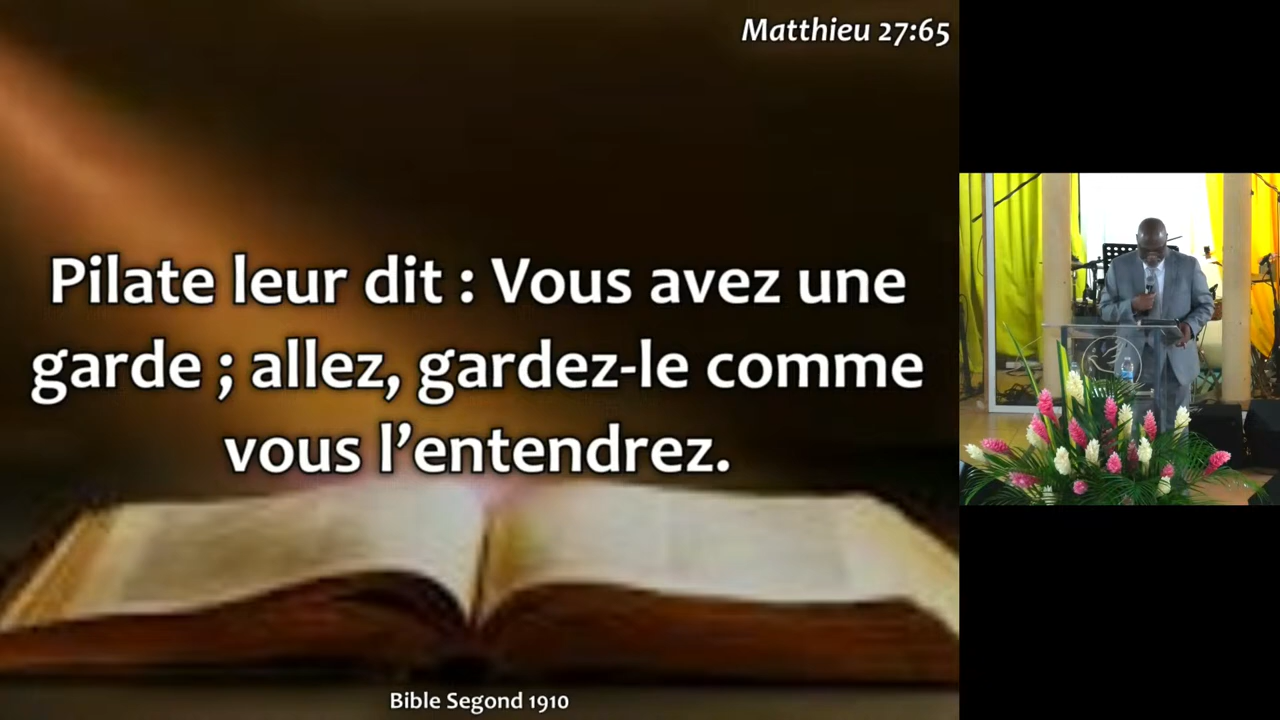 Matthieu 27:65
Pilate leur dit : Vous avez une
garde ; allez, gardez-le comme
vous l’entendrez.
Bible Segond 1910